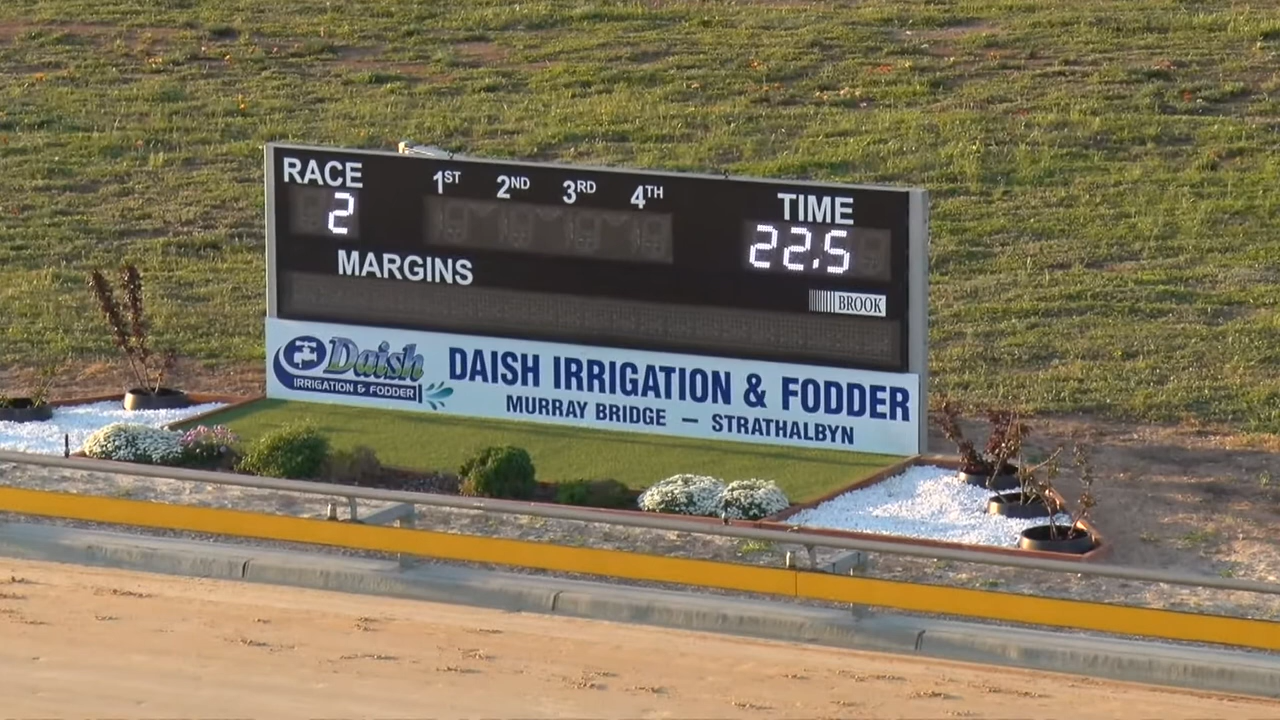 RACE 1ST 2ND 3RD 4TH TIME
2 22.5
MARGINS
BROOK
Daish
IRRIGATION & FODDER
DAISH IRRIGATION & FODDER
MURRAY BRIDGE – STRATHALBYN